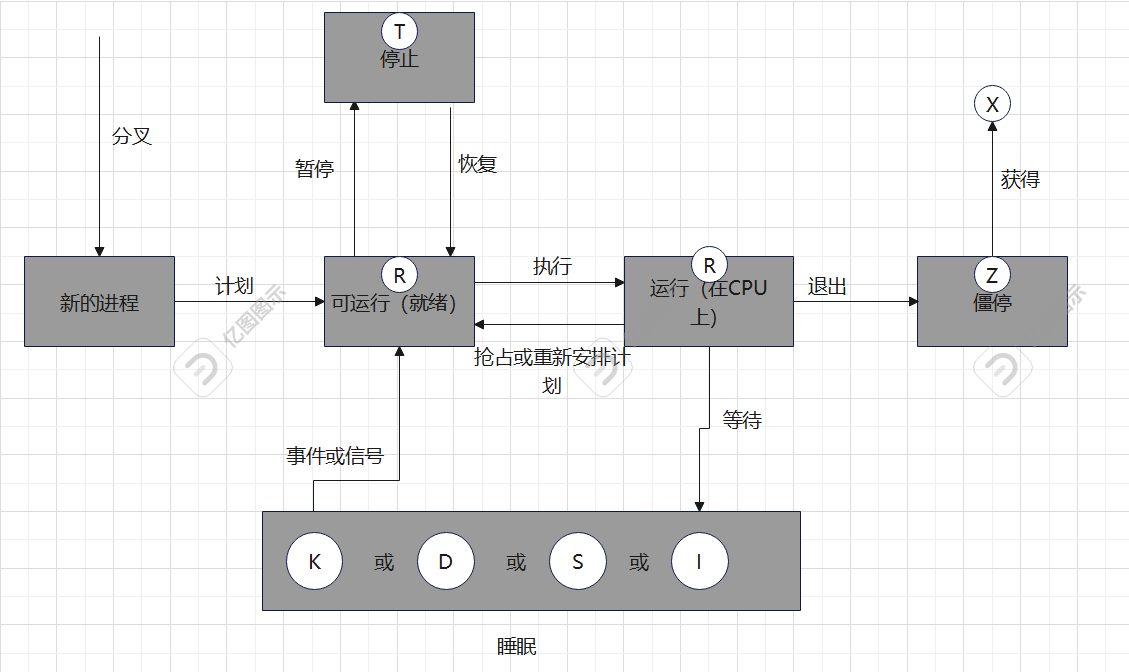 T
停止
X
分叉
暂停
恢复
获得
新的进程
计划
R
可运行（就绪）
执行
R
运行（在CPU
上）
退出
Z
僵停
抢占或重新安排计
划
等待
事件或信号
K 或 D 或 S 或 I
睡眠
亿图图示